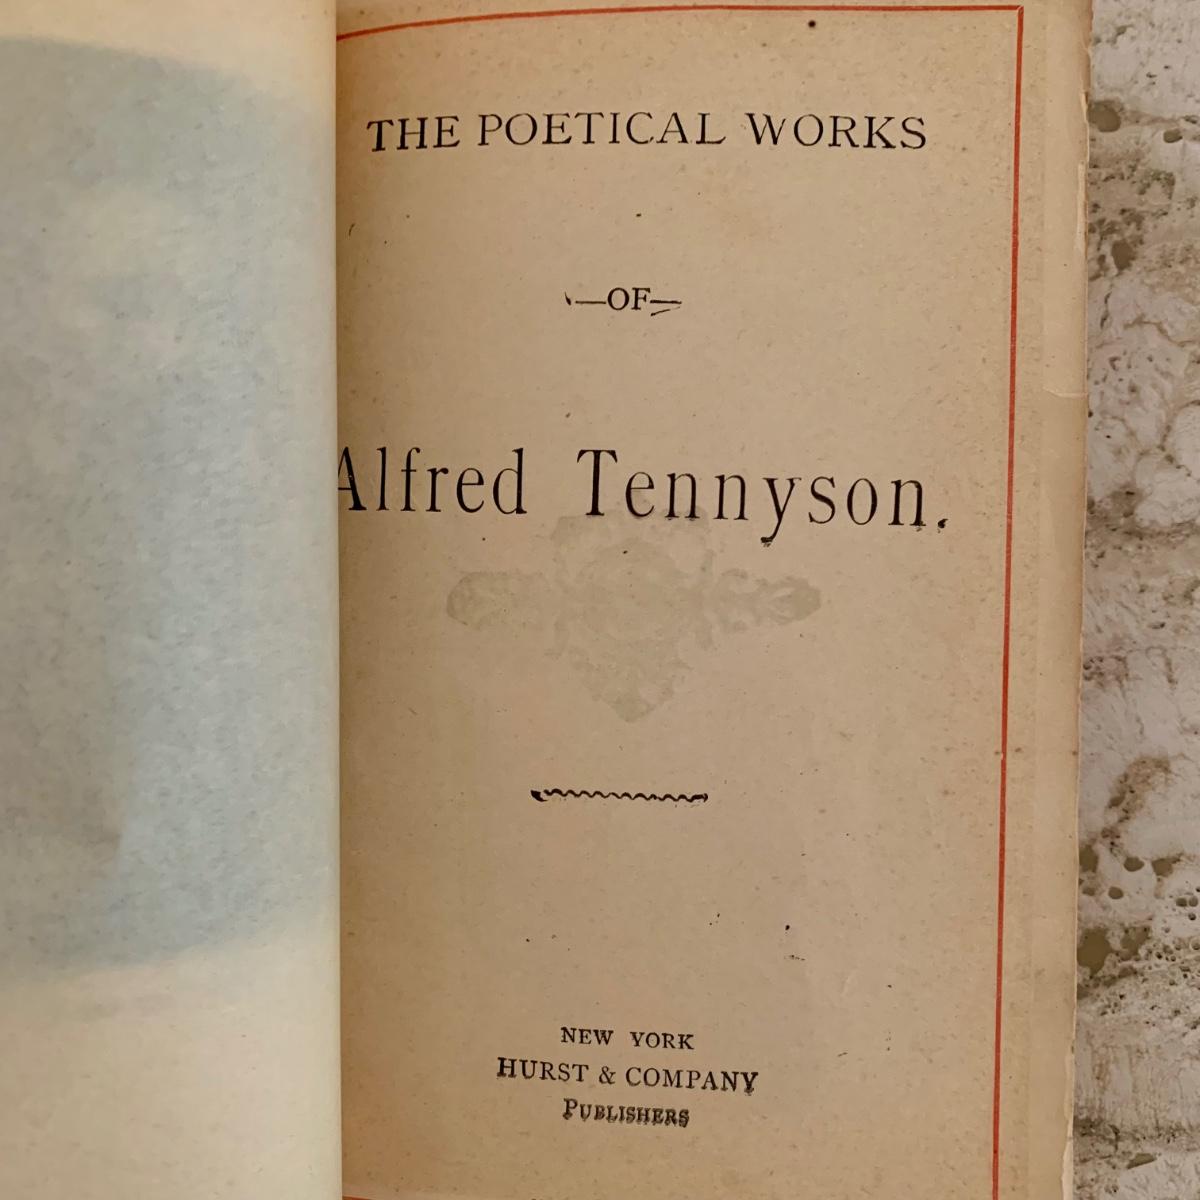 THE POETICAL WORKS
—OF—
Alfred Tennyson.
NEW YORK
HURST & COMPANY
PUBLISHERS